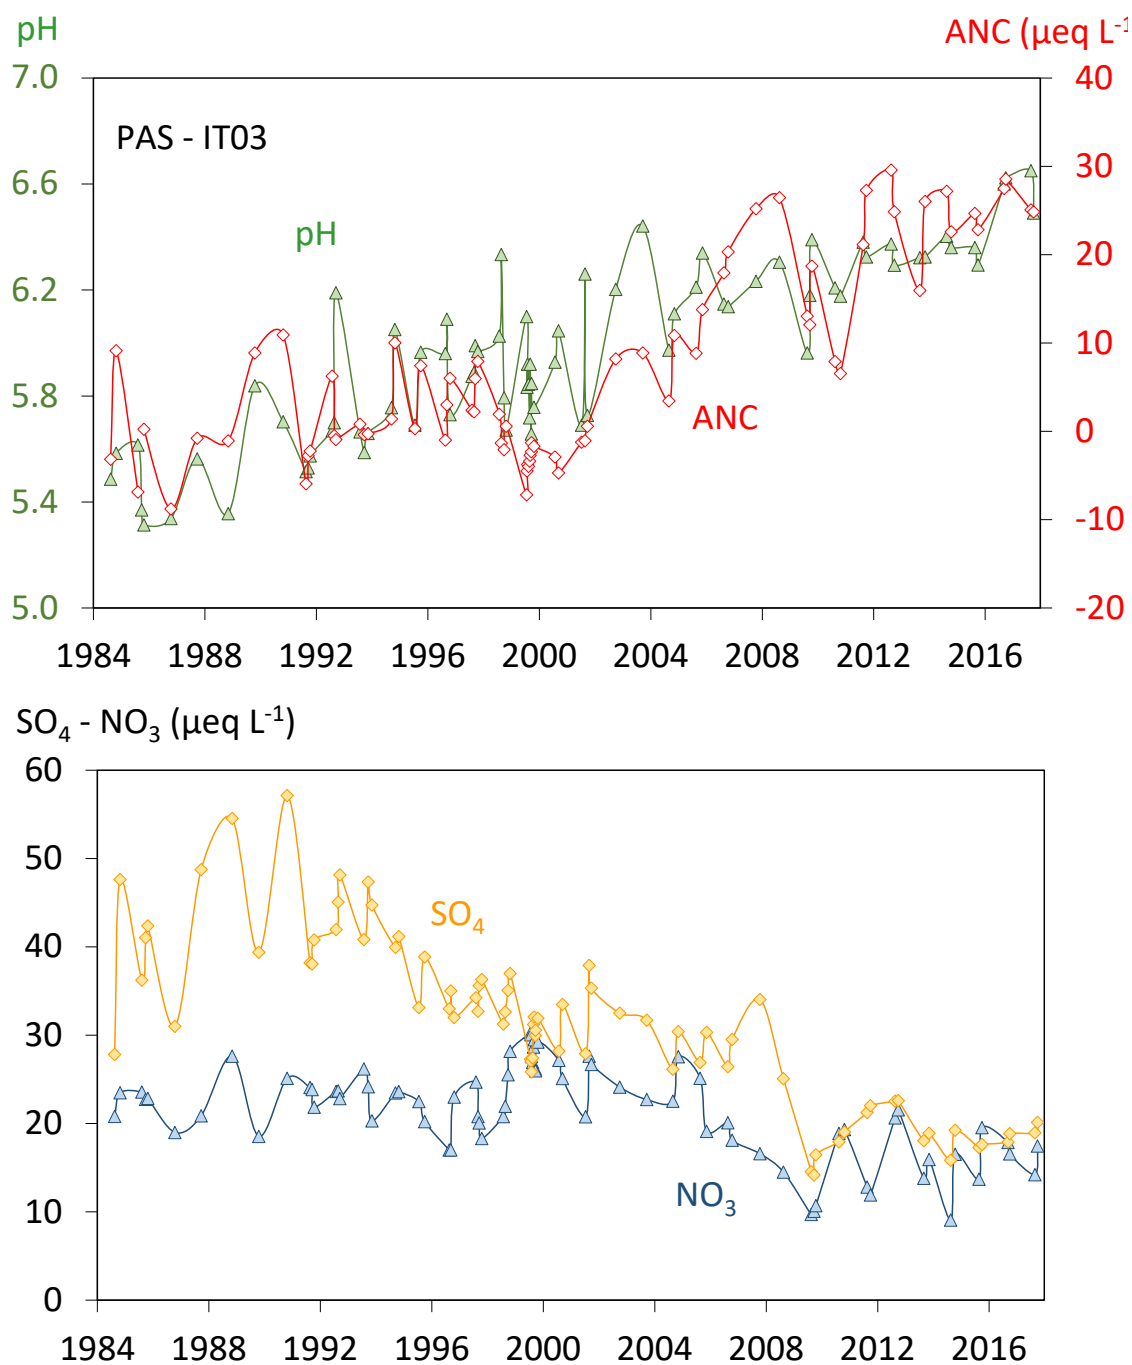 pH ANC (µeq L⁻¹
7.0 40
PAS - IT03
30
6.6
pH
20
6.2
10
5.8
ANC 0
5.4
-10
5.0 -20
1984 1988 1992 1996 2000 2004 2008 2012 2016
SO₄ - NO₃ (µeq L⁻¹)
60
50
SO₄
40
30
20
NO₃
10
0
1984 1988 1992 1996 2000 2004 2008 2012 2016